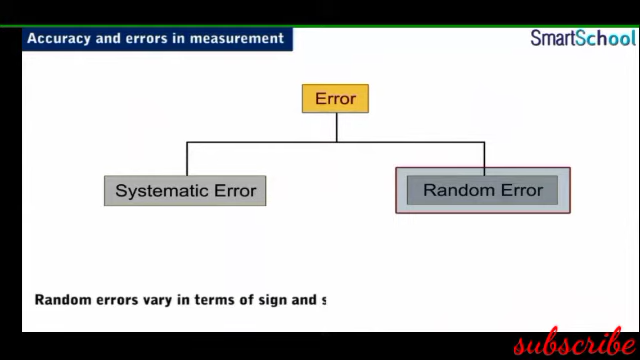 Accuracy and errors in measurement
SmartSchool
Error
Systematic Error
Random Error
Random errors vary in terms of sign and s
subscribe